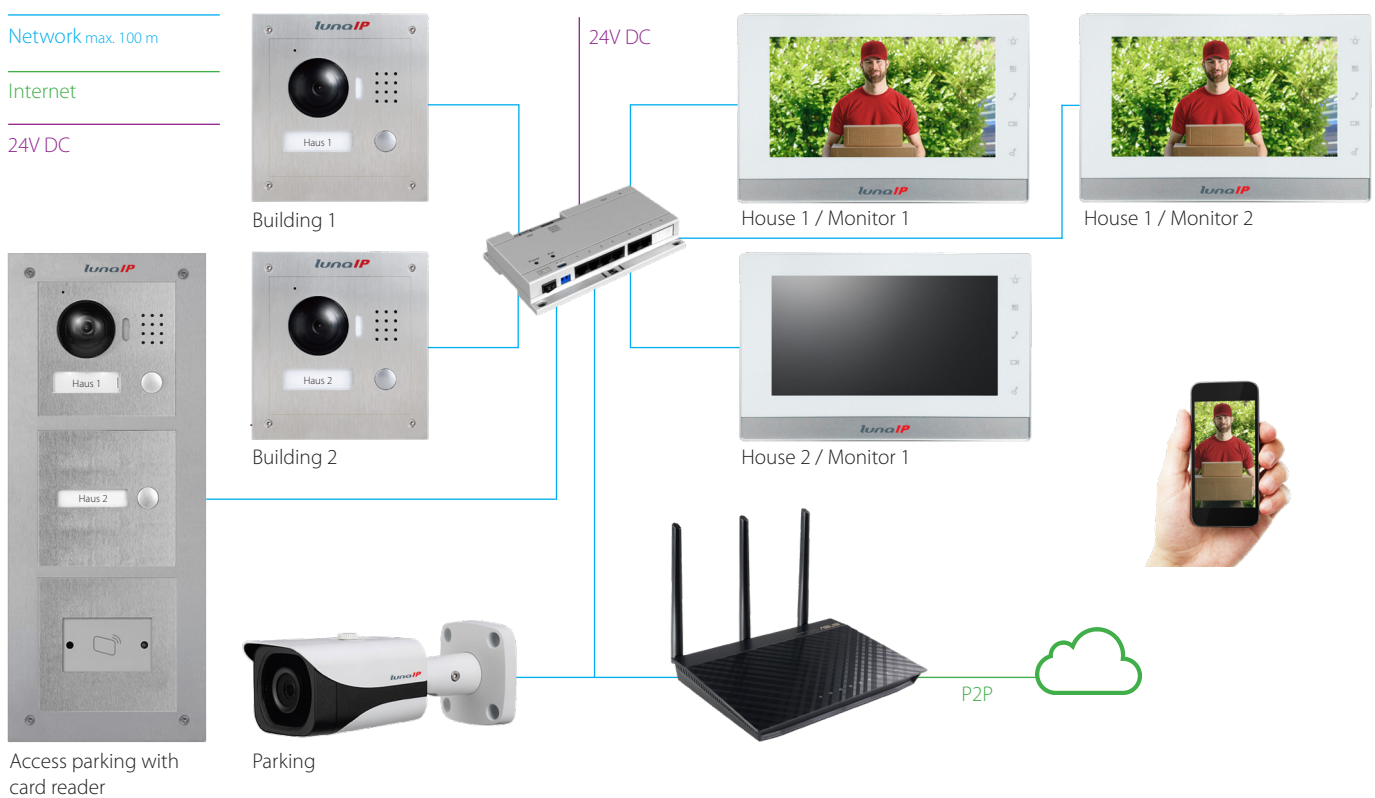 Network max. 100 m
Internet
24V DC
lunaIP
Haus 1
Building 1
24V DC
lunaIP
House 1 / Monitor 1
lunaIP
House 1 / Monitor 2
lunaIP
Haus 1
Haus 2
Access parking with
card reader
lunaIP
Haus 2
Building 2
lunaIP
House 2 / Monitor 1
lunaIP
Parking
P2P